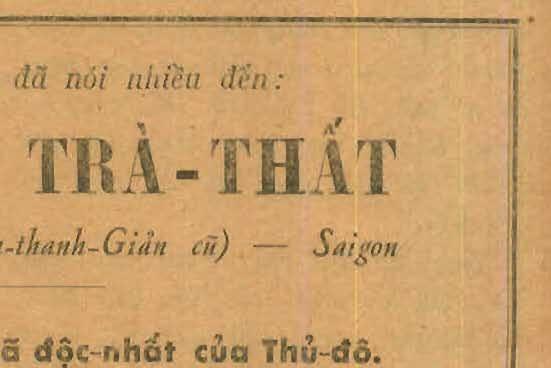 đã nói nhiều đến:
TRÀ-THẤT
-thanh-Giản cũ) — Saigon
độc-nhất của Thủ-đô.